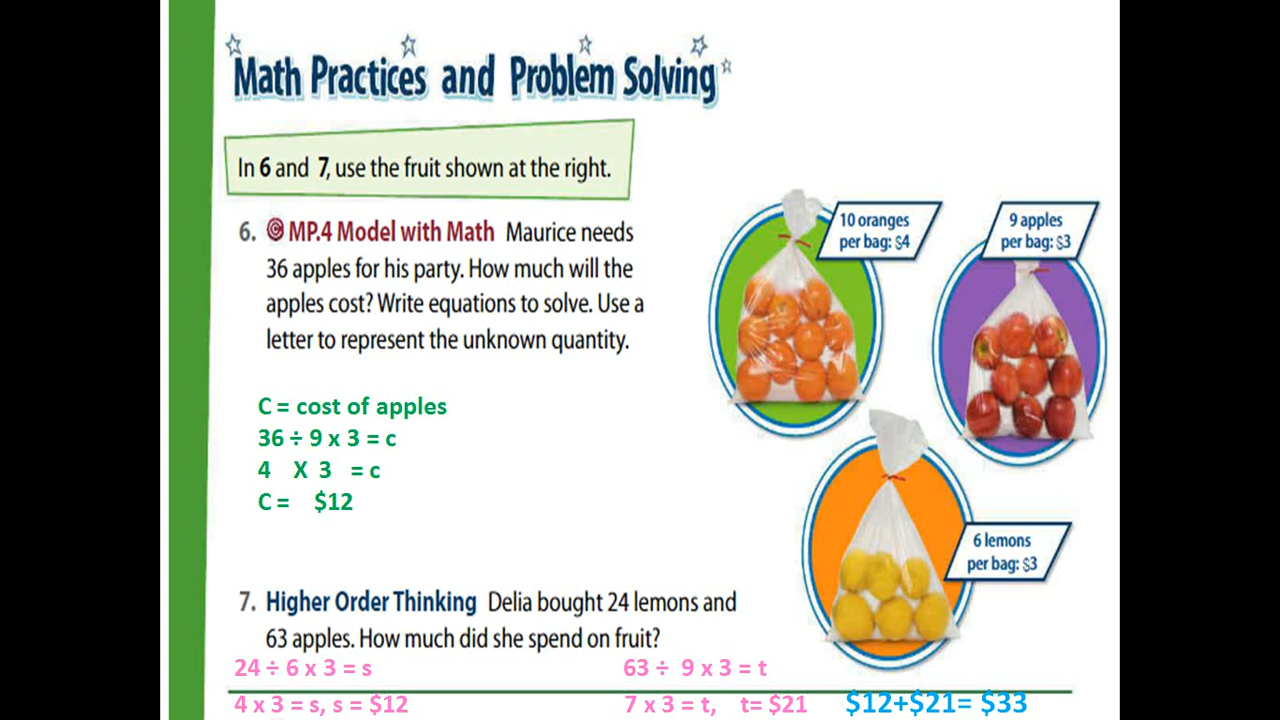 Math Practices and Problem Solving
In 6 and 7, use the fruit shown at the right.
6. MP.4 Model with Math Maurice needs
36 apples for his party. How much will the
apples cost? Write equations to solve. Use a
letter to represent the unknown quantity.
10 oranges
per bag: $4
9 apples
per bag: $3
6 lemons
per bag: $3
C = cost of apples
36 ÷ 9 x 3 = c
4 X 3 = c
C = $12
7. Higher Order Thinking Delia bought 24 lemons and
63 apples. How much did she spend on fruit?
24 ÷ 6 x 3 = s
63 ÷ 9 x 3 = t
4 x 3 = s, s = $12
7 x 3 = t, t= $21
$12+$21= $33